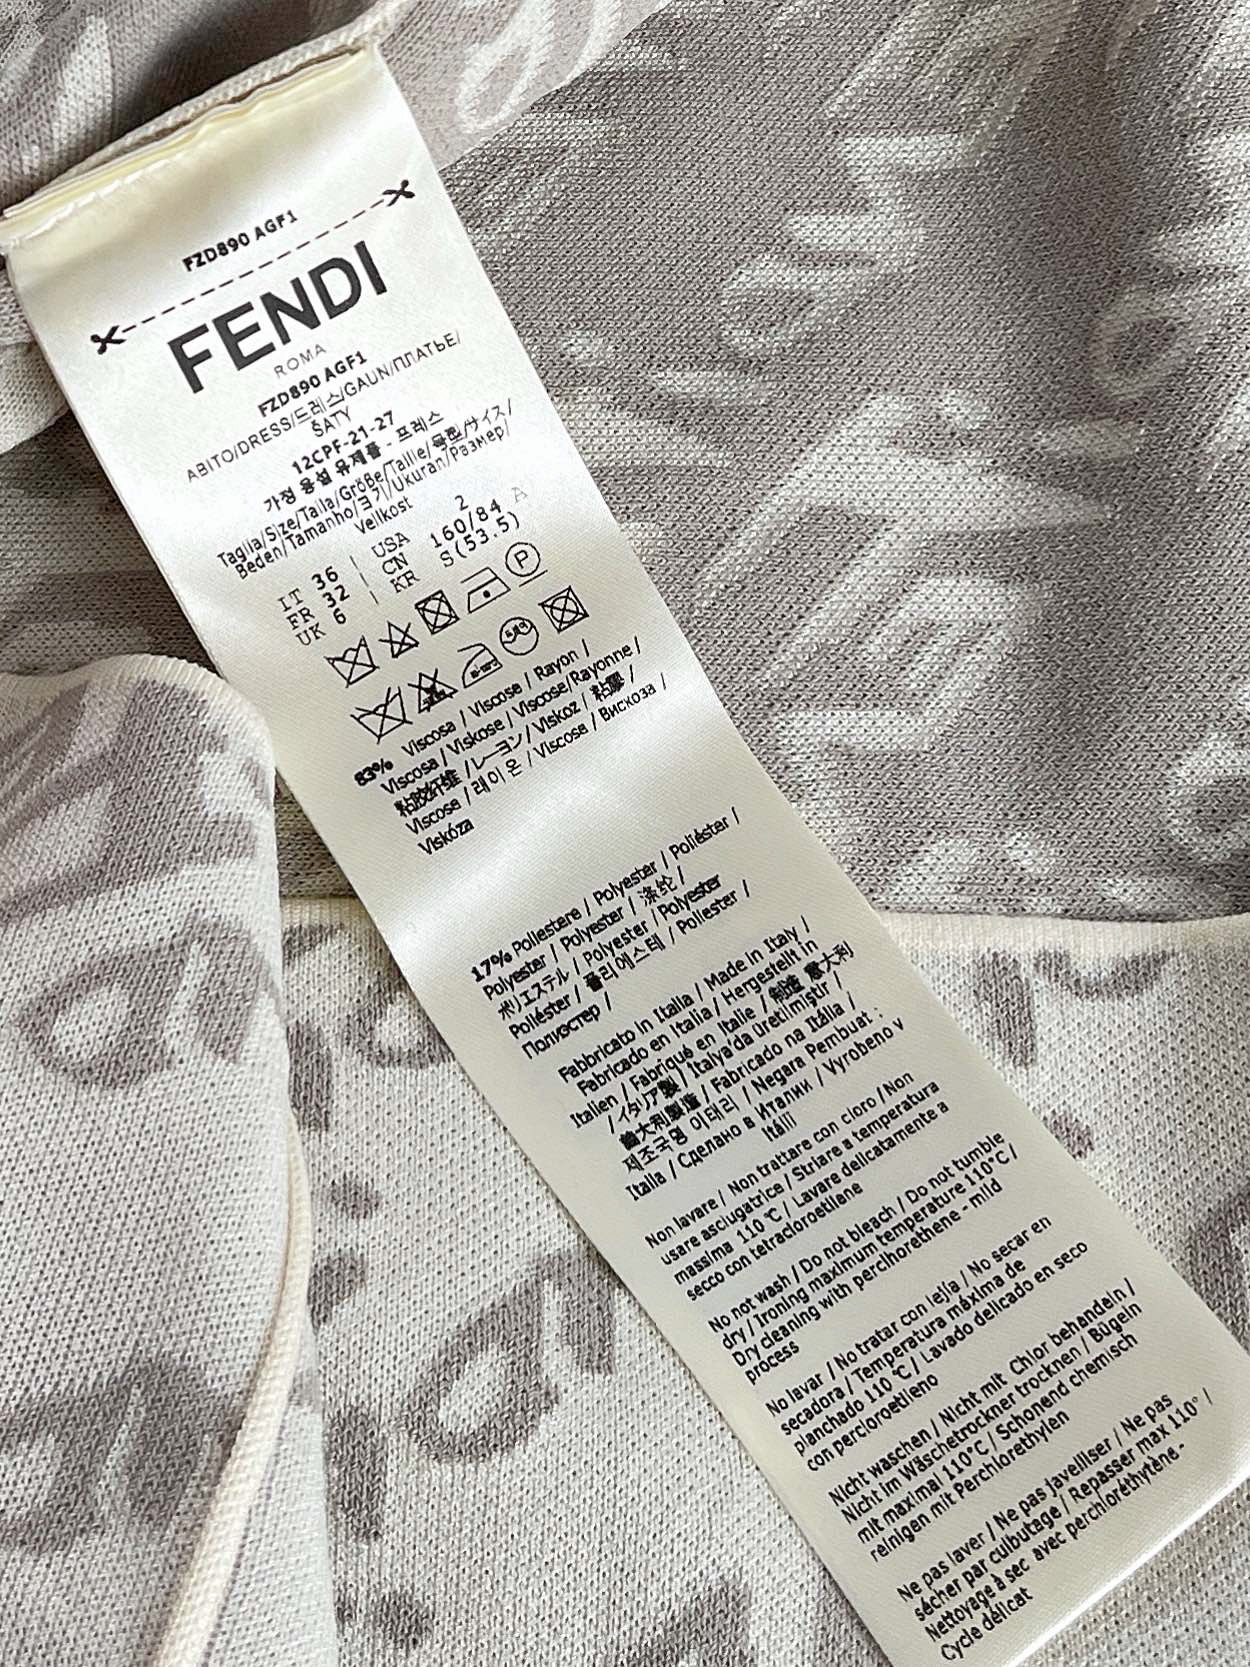 FZD890 AGF1
FENDI
ROMA
FZD890 AGF1
ABITO/DRESS/드레스/GAUN/ПЛАТЬЕ/
ŠATY
12CPF-21-27
가정 용섬 유제품 - 프레스
Taglia/Size/Talla/Größe/Taille/号型/サイズ/
Beden/Tamanho/크기/Ukuran/Размер/
Velikost
IT 36 | USA 2
FR 32 | CN 160/84 A
UK 6 | KR S(53.5)
P
83% Viscosa / Viscose / Rayon /
Viscosa / Viskose / Viscose/Rayonne /
粘胶纤维 / レーヨン / Viskoz / 粘膠 /
Viscose / 레이온 / Viscosa / Вискоза /
Viskóza
17% Poliestere / Polyester / Poliéster /
Polyester / Polyester / 涤纶 /
ポリエステル / Polyester / Polyester
Poliéster / 폴리에스테 / Poliester /
Полиэстер /
Fabbricato in Italia / Made in Italy /
Fabricado en Italia / Hergestellt in
Italien / Fabriqué en Italie / 制造 意大利
/ イタリア製 / İtalya'da üretilmiştir /
義大利製造 / Fabricado na Itália /
제조국명 이태리 / Negara Pembuat :
Italia / Сделано в Италии / Vyrobeno v
Itálii
Non lavare / Non trattare con cloro / Non
usare asciugatrice / Stirare a temperatura
massima 110 °C / Lavare delicatamente a
secco con tetracloroetilene
Do not wash / Do not bleach / Do not tumble
dry / Ironing maximum temperature 110°C /
Dry cleaning with perclhorethene - mild
process
No lavar / No tratar con lejía / No secar en
secadora / Temperatura máxima de
planchado 110 °C / Lavado delicado en seco
con percloroetileno
Nicht waschen / Nicht mit Chlor behandeln /
Nicht im Wäschetrockner trocknen / Bügeln
mit maximal 110°C / Schonend chemisch
reinigen mit Perchlorethylen
Ne pas laver / Ne pas javelliser / Ne pas
sécher par culbutage / Repasser max 110° /
Nettoyage à sec avec perchloréthytène -
Cycle délicat